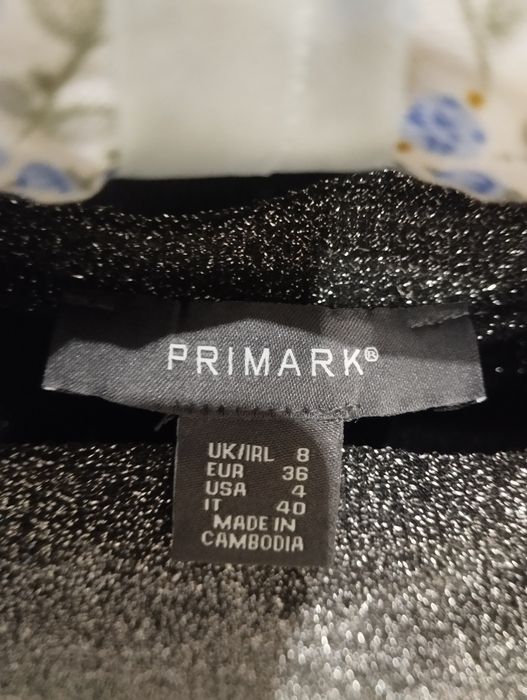 PRIMARK®
UK/IRL 8
EUR 36
USA 4
IT 40
MADE IN
CAMBODIA